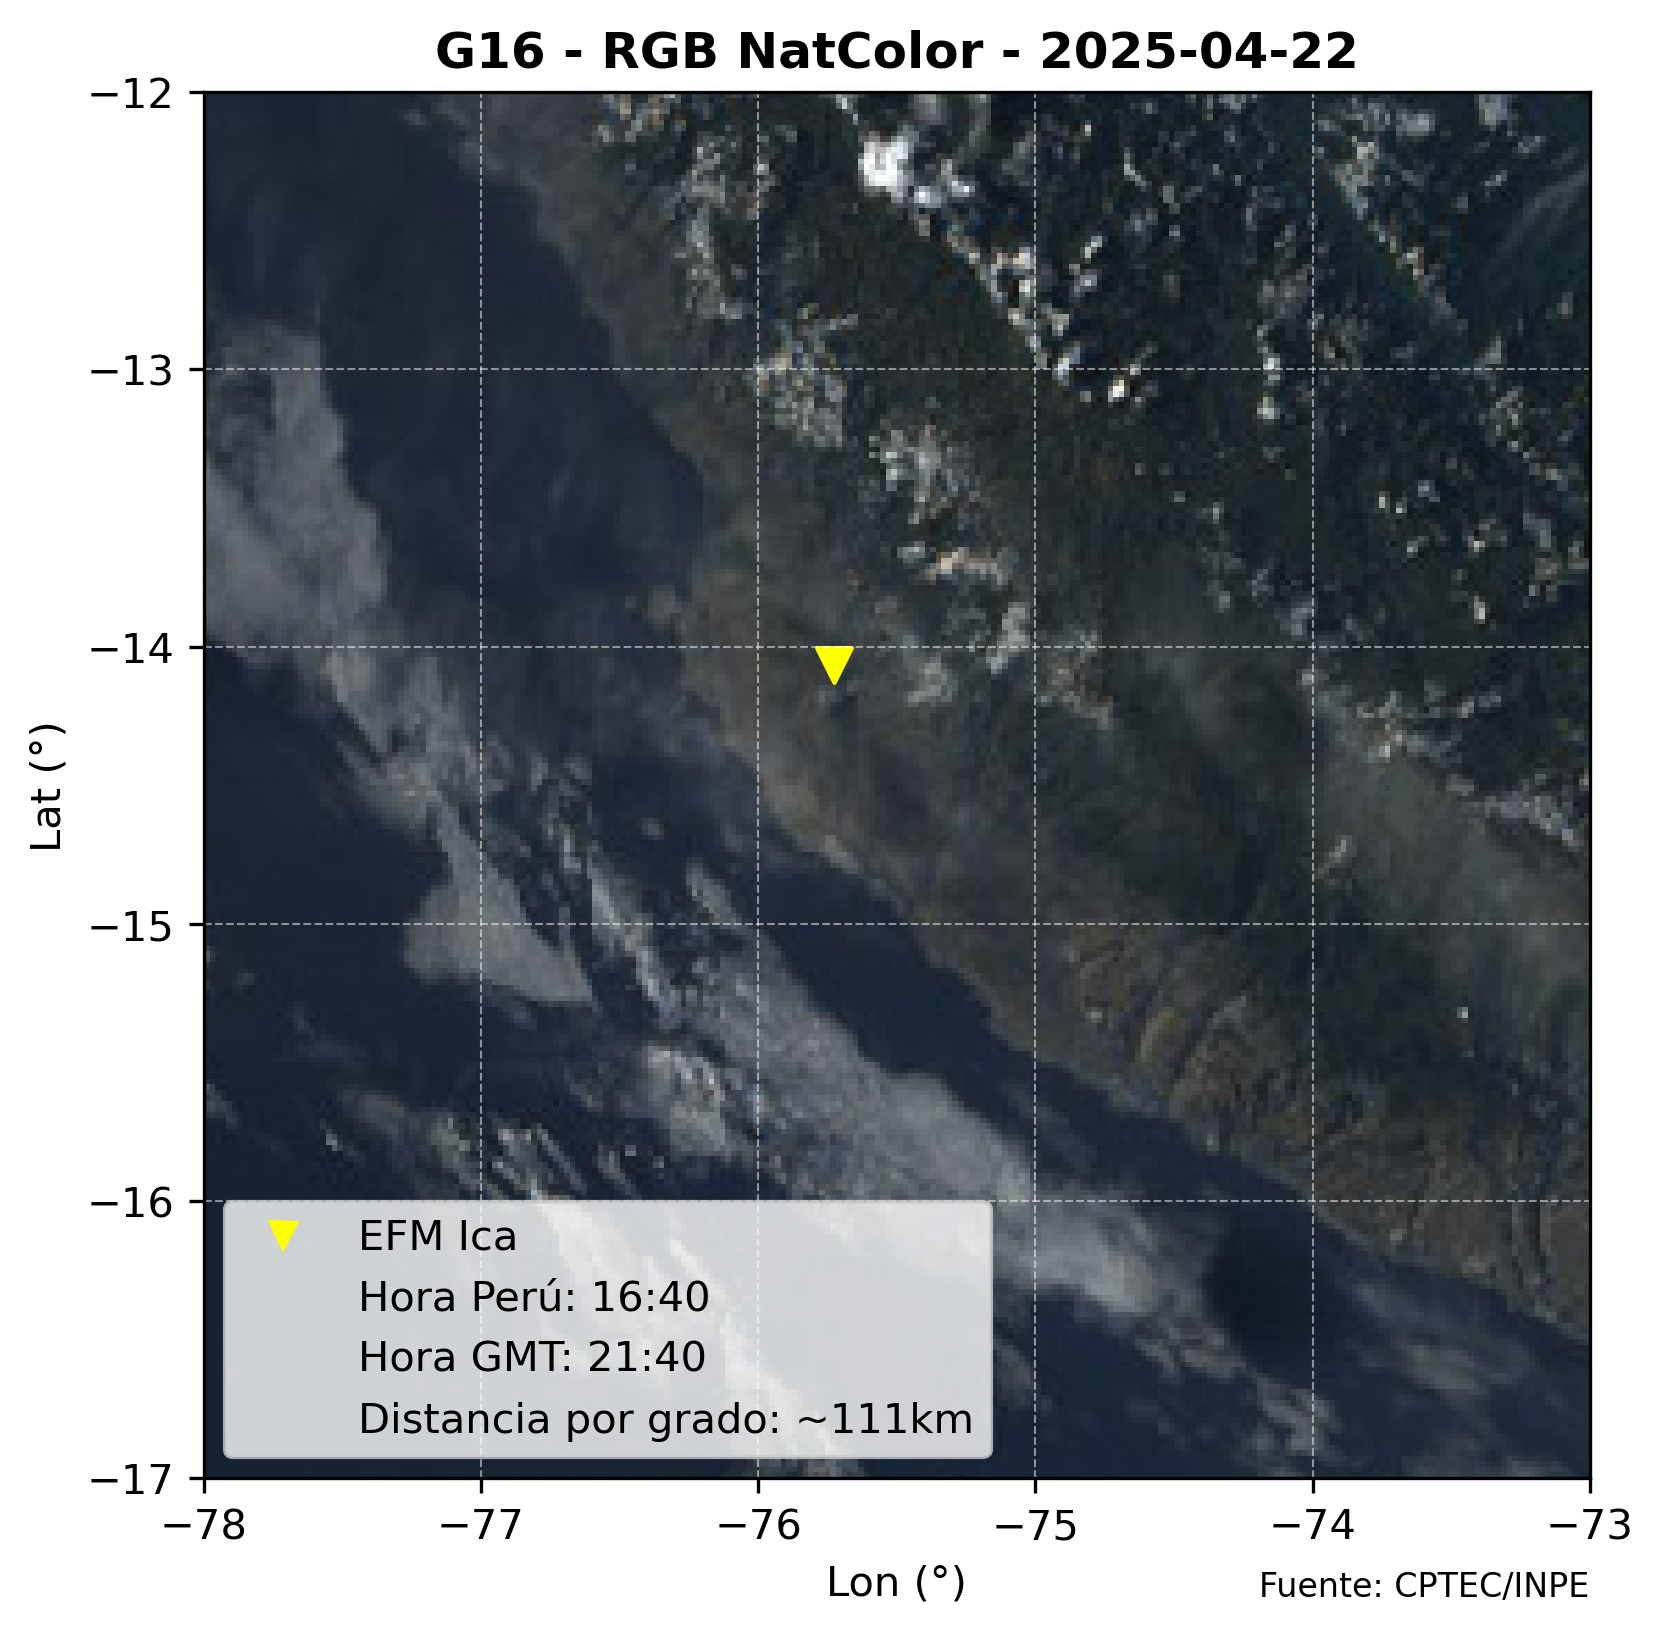 G16 - RGB NatColor - 2025-04-22
−12
−13
−14
−15
−16
−17
Lat (°)
EFM Ica
Hora Perú: 16:40
Hora GMT: 21:40
Distancia por grado: ~111km
−78 −77 −76 −75 −74 −73
Lon (°)
Fuente: CPTEC/INPE